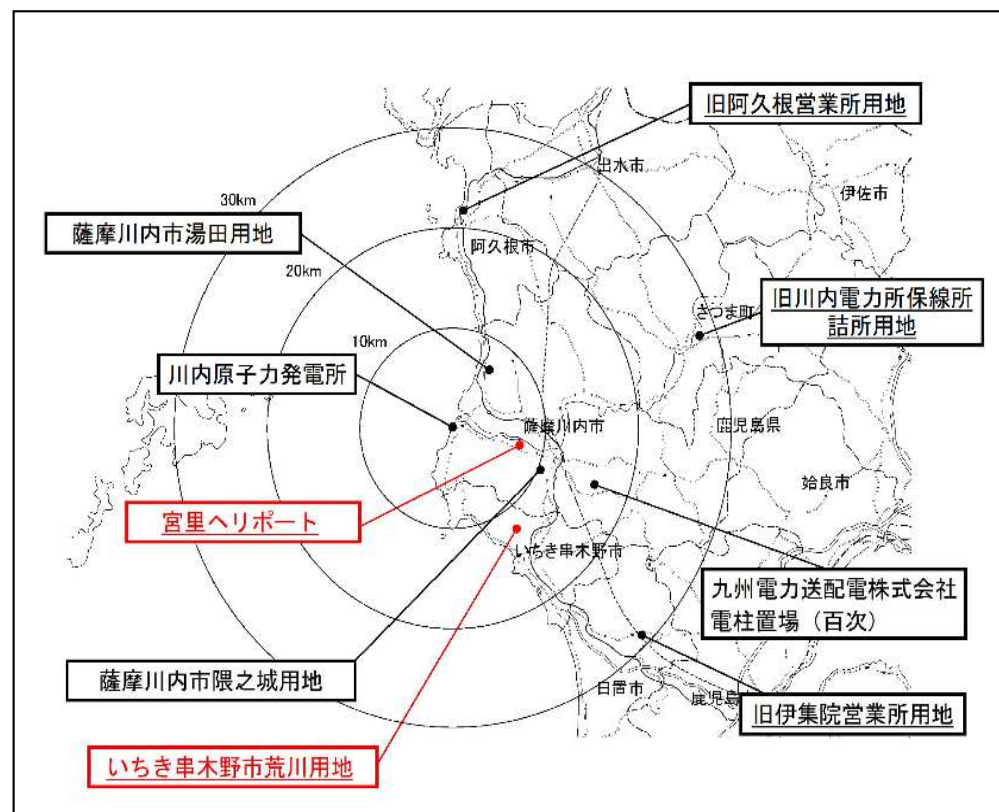 旧阿久根営業所用地
出水市
伊佐市
30km
薩摩川内市湯田用地
阿久根市
20km
旧川内電力所保線所
詰所用地
さつま町
10km
川内原子力発電所
薩摩川内市
鹿児島県
姶良市
宮里ヘリポート
いちき串木野市
九州電力送配電株式会社
電柱置場（百次）
薩摩川内市隈之城用地
日置市
鹿児島
旧伊集院営業所用地
いちき串木野市荒川用地